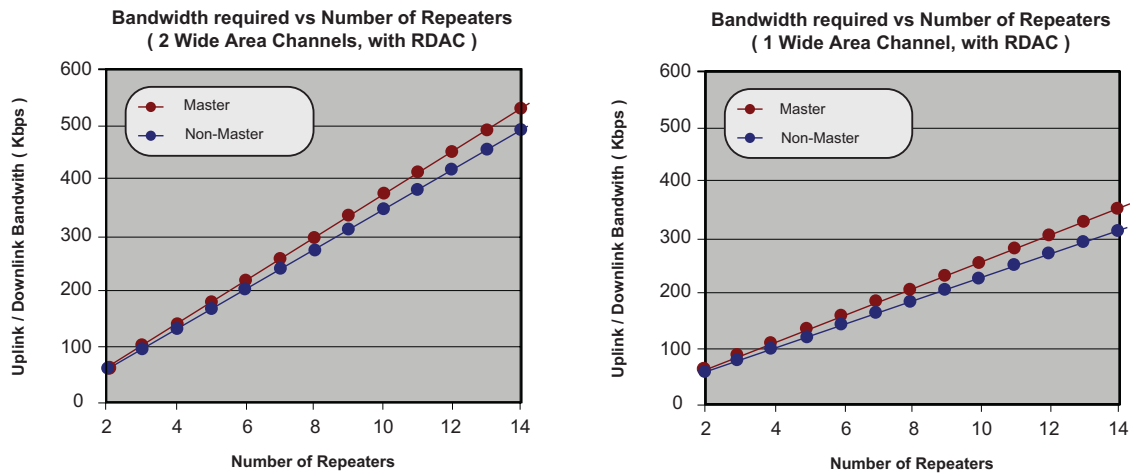 Bandwidth required vs Number of Repeaters
( 2 Wide Area Channels, with RDAC )
Uplink / Downlink Bandwith ( Kbps )
600
500
400
300
200
100
0
Master
Non-Master
2 4 6 8 10 12 14
Number of Repeaters
Bandwidth required vs Number of Repeaters
( 1 Wide Area Channel, with RDAC )
Uplink / Downlink Bandwith ( Kbps )
600
500
400
300
200
100
0
Master
Non-Master
2 4 6 8 10 12 14
Number of Repeaters